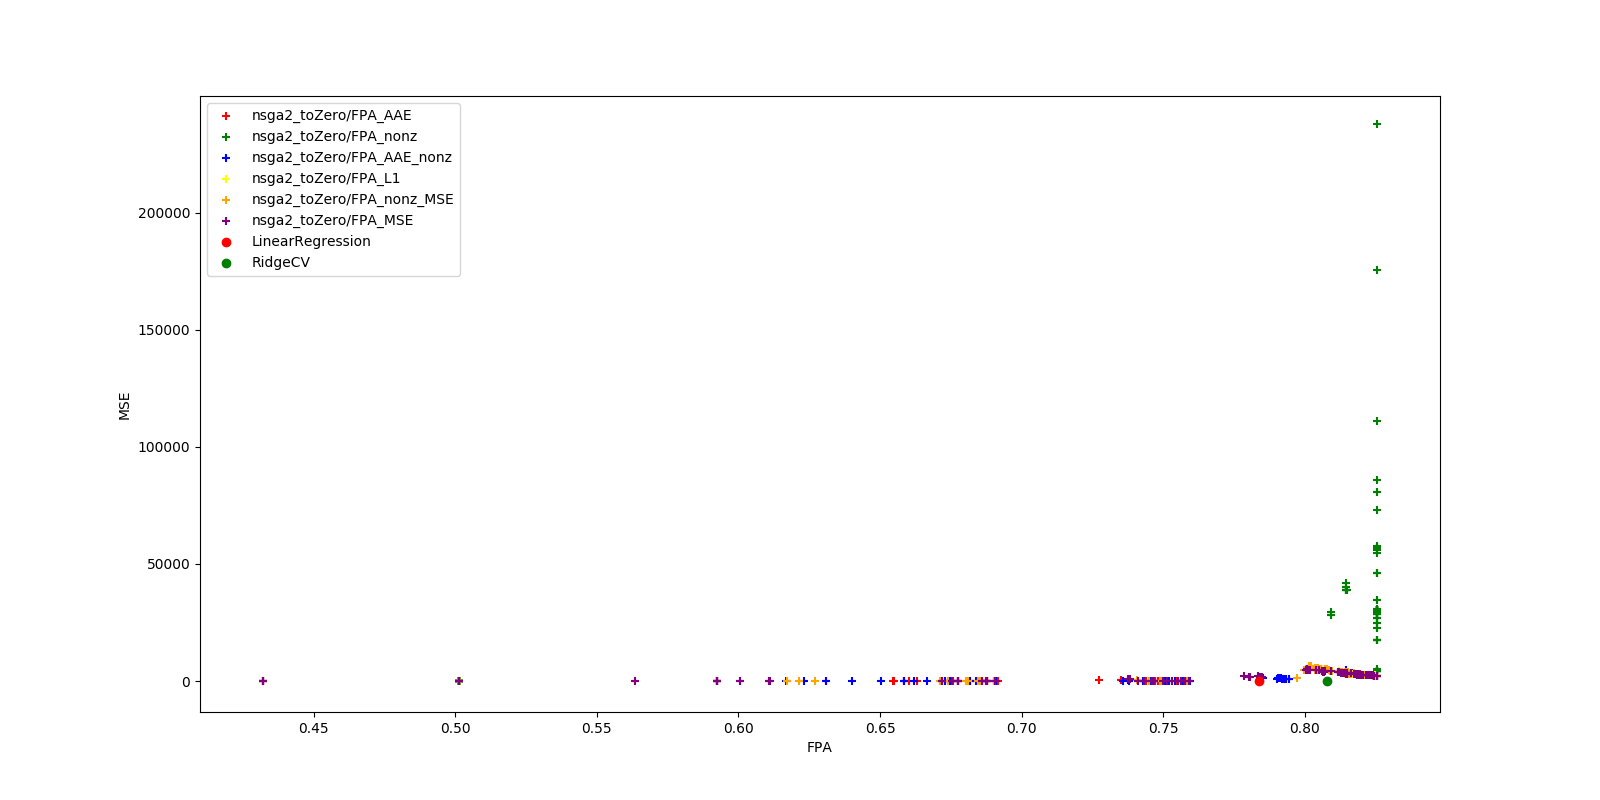 nsga2_toZero/FPA_AAE
nsga2_toZero/FPA_nonz
nsga2_toZero/FPA_AAE_nonz
nsga2_toZero/FPA_L1
nsga2_toZero/FPA_nonz_MSE
nsga2_toZero/FPA_MSE
LinearRegression
RidgeCV
200000
150000
100000
50000
0
MSE
0.45 0.50 0.55 0.60 0.65 0.70 0.75 0.80
FPA